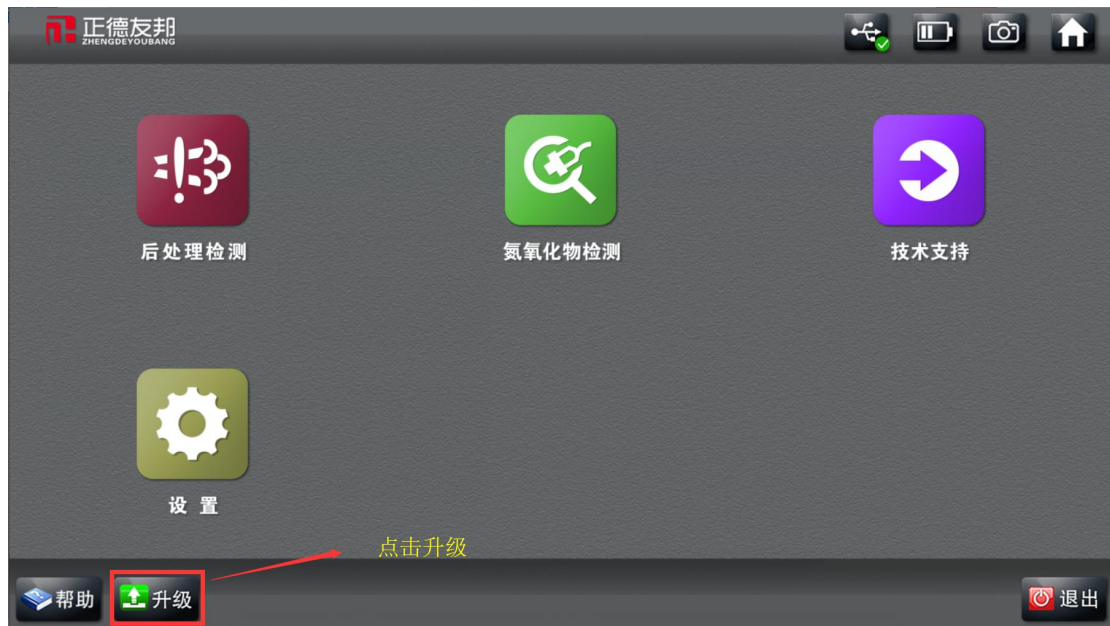 正德友邦
ZHENGDEYOUBANG
后处理检测
氮氧化物检测
技术支持
设 置
点击升级
帮助
升级
退出